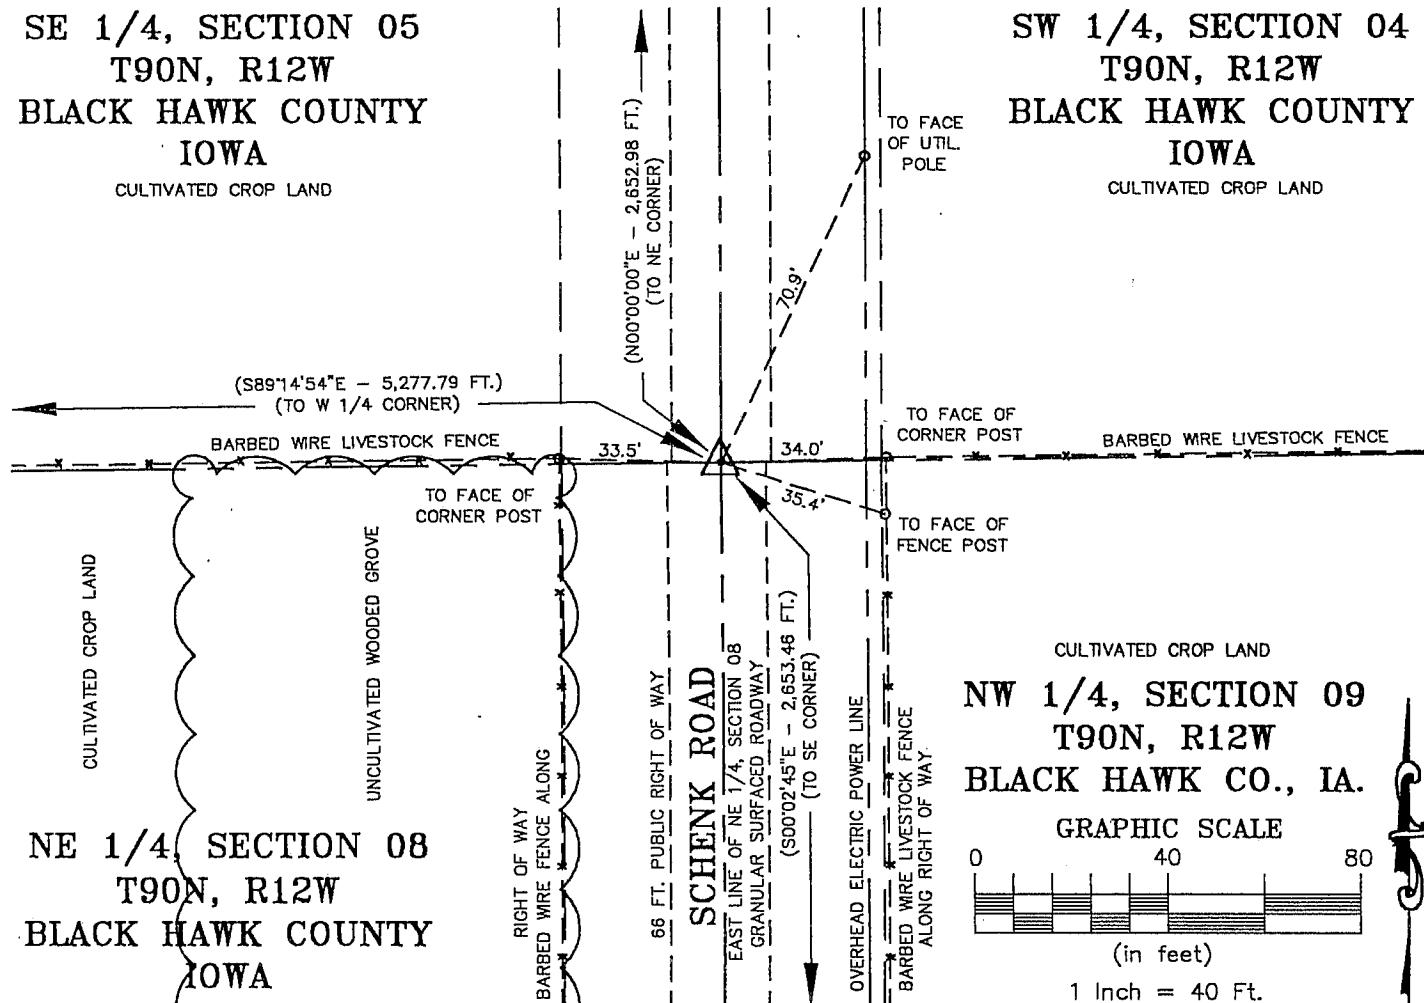 SE 1/4, SECTION 05
T90N, R12W
BLACK HAWK COUNTY
IOWA
CULTIVATED CROP LAND
(N00°00'00"E - 2,652.98 FT.)
(TO NE CORNER)
TO FACE
OF UTIL.
POLE
70.9'
SW 1/4, SECTION 04
T90N, R12W
BLACK HAWK COUNTY
IOWA
CULTIVATED CROP LAND
(S89°14'54"E - 5,277.79 FT.)
(TO W 1/4 CORNER)
BARBED WIRE LIVESTOCK FENCE
33.5'
34.0'
TO FACE OF
CORNER POST
BARBED WIRE LIVESTOCK FENCE
TO FACE OF
CORNER POST
35.4'
TO FACE OF
FENCE POST
CULTIVATED CROP LAND
UNCULTIVATED WOODED GROVE
NE 1/4, SECTION 08
T90N, R12W
BLACK HAWK COUNTY
IOWA
RIGHT OF WAY
BARBED WIRE FENCE ALONG
66 FT. PUBLIC RIGHT OF WAY
SCHENK ROAD
EAST LINE OF NE 1/4, SECTION 08
GRANULAR SURFACED ROADWAY
(S00°02'45"E - 2,653.46 FT.)
(TO SE CORNER)
OVERHEAD ELECTRIC POWER LINE
BARBED WIRE LIVESTOCK FENCE
ALONG RIGHT OF WAY
CULTIVATED CROP LAND
NW 1/4, SECTION 09
T90N, R12W
BLACK HAWK CO., IA.
GRAPHIC SCALE
0 40 80
(in feet)
1 Inch = 40 Ft.